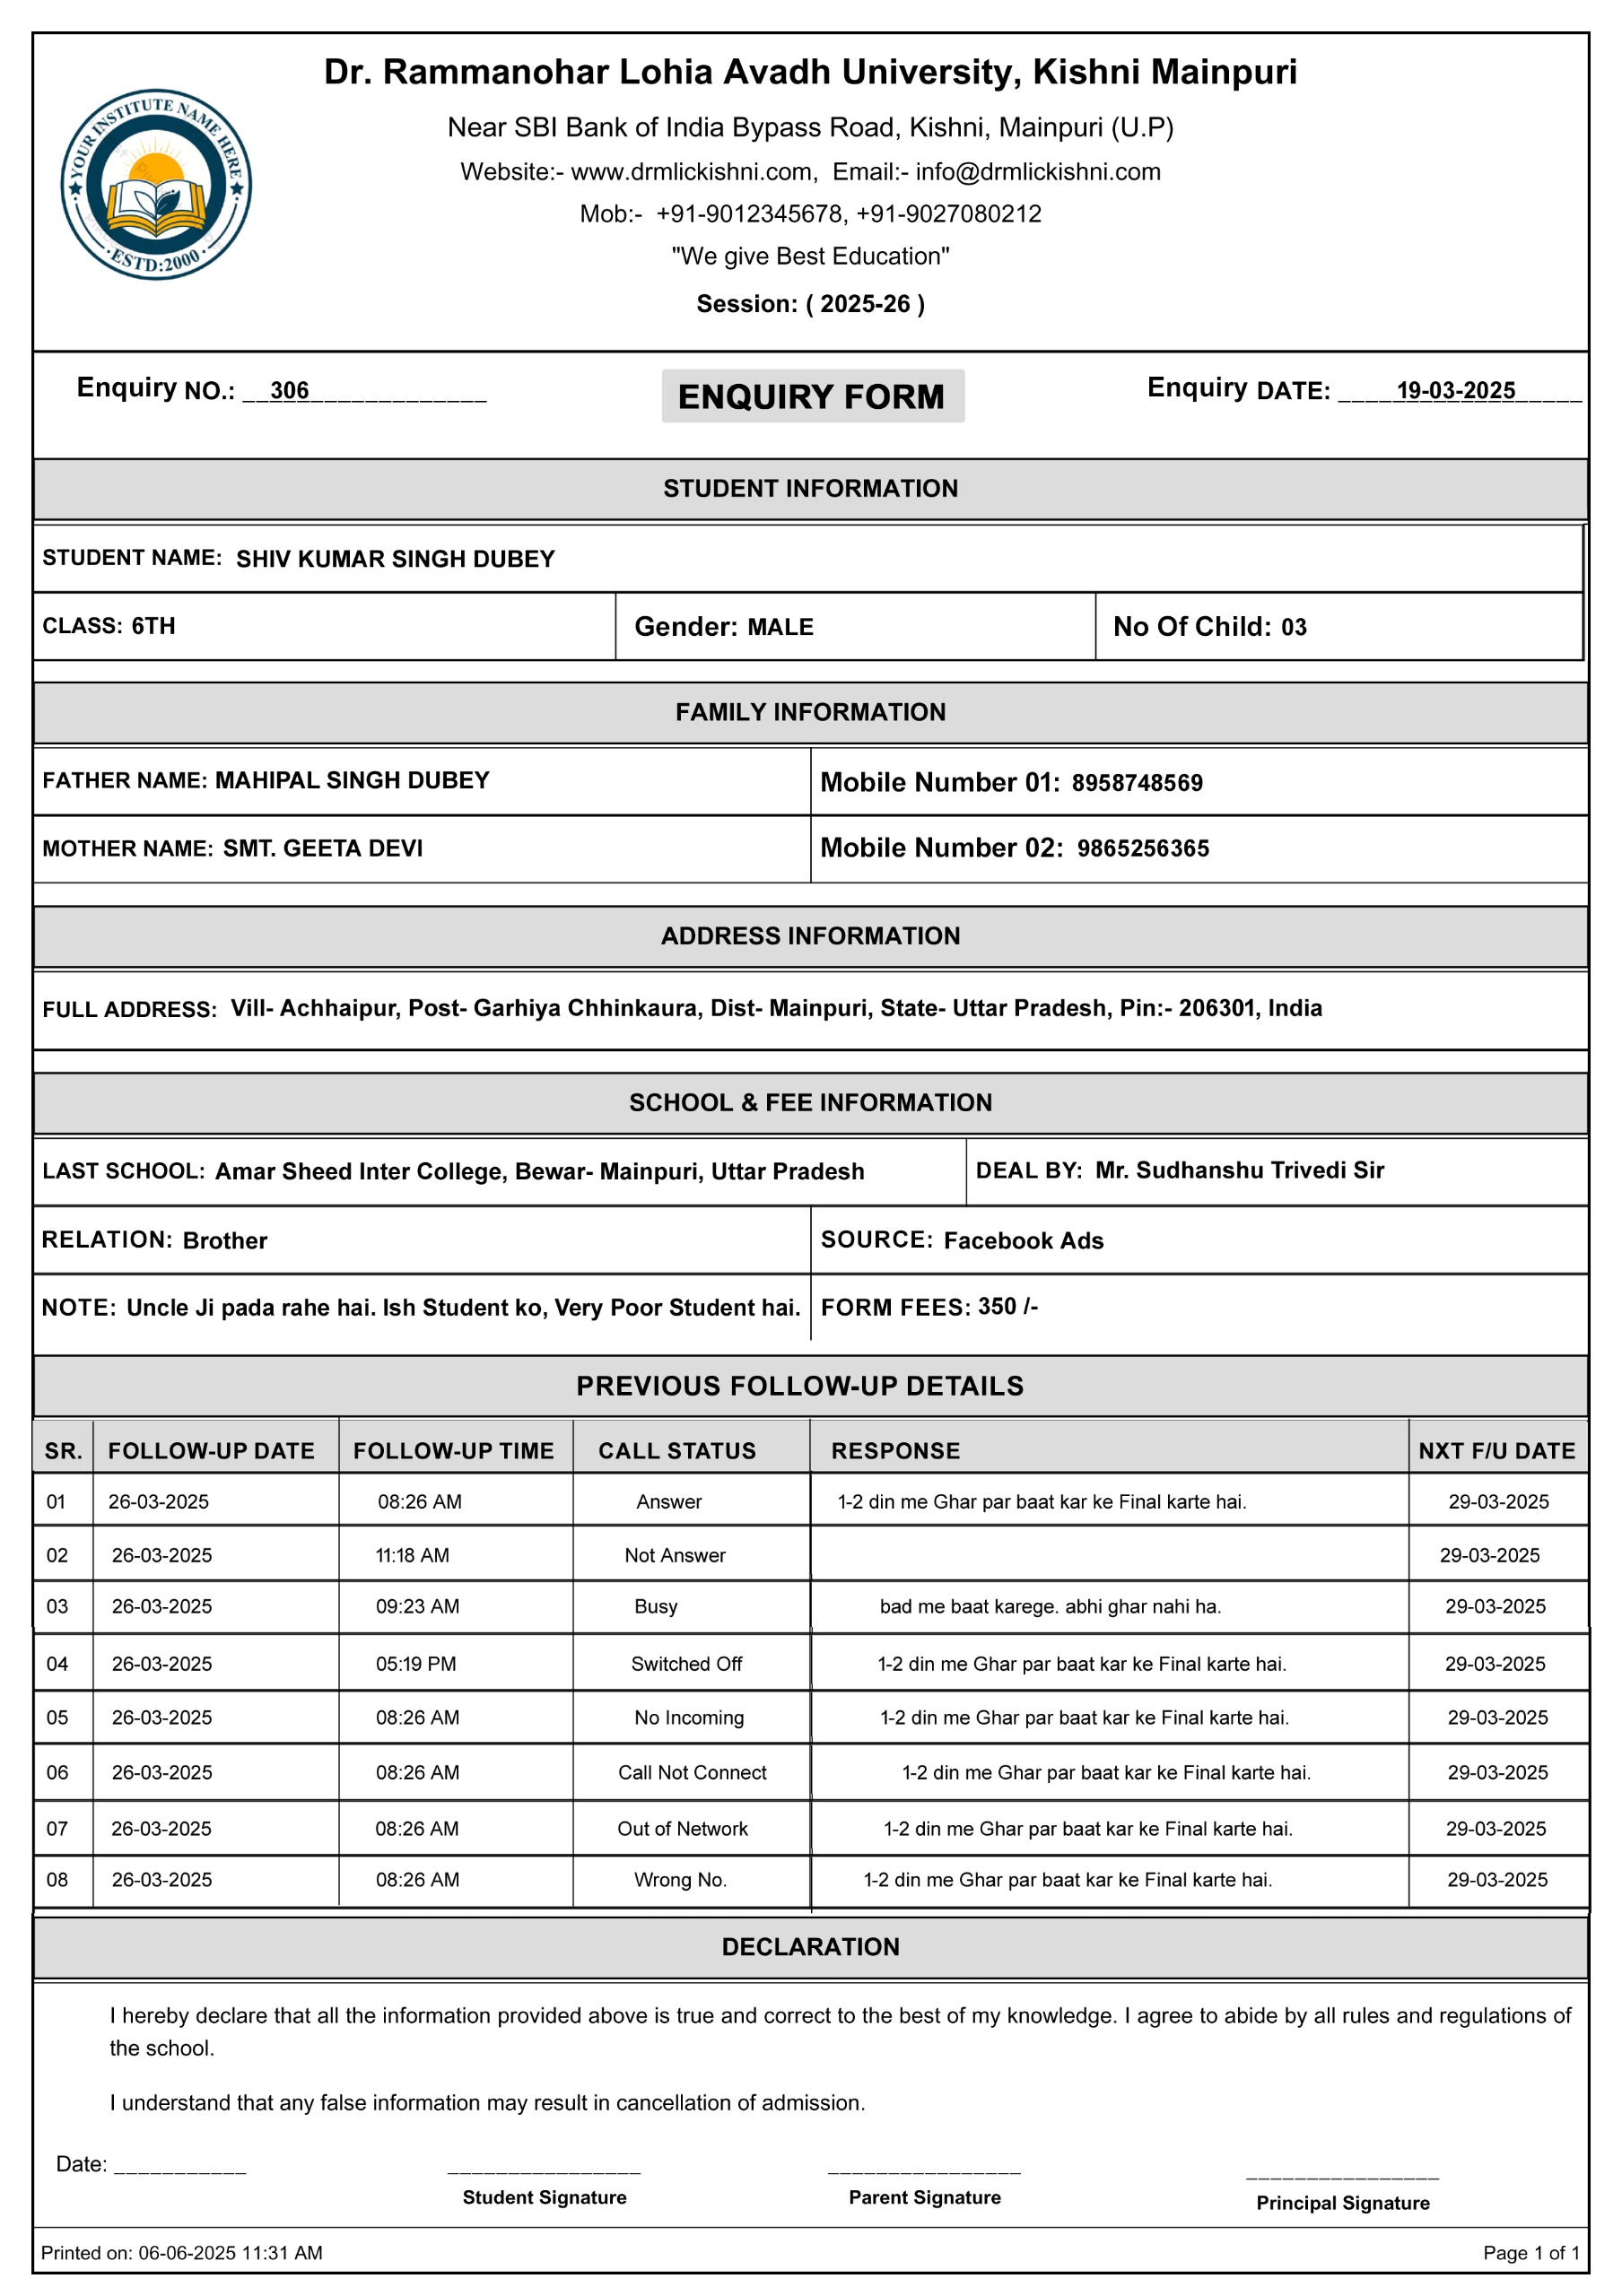 Dr. Rammanohar Lohia Avadh University, Kishni Mainpuri
YOUR INSTITUTE NAME HERE
ESTD:2000
Near SBI Bank of India Bypass Road, Kishni, Mainpuri (U.P)
Website:- www.drmlickishni.com, Email:- info@drmlickishni.com
Mob:- +91-9012345678, +91-9027080212
"We give Best Education"
Session: ( 2025-26 )
Enquiry NO.: __306_____________ ENQUIRY FORM Enquiry DATE: ____19-03-2025_____
STUDENT INFORMATION
STUDENT NAME: SHIV KUMAR SINGH DUBEY
CLASS: 6TH Gender: MALE No Of Child: 03
FAMILY INFORMATION
FATHER NAME: MAHIPAL SINGH DUBEY Mobile Number 01: 8958748569
MOTHER NAME: SMT. GEETA DEVI Mobile Number 02: 9865256365
ADDRESS INFORMATION
FULL ADDRESS: Vill- Achhaipur, Post- Garhiya Chhinkaura, Dist- Mainpuri, State- Uttar Pradesh, Pin:- 206301, India
SCHOOL & FEE INFORMATION
LAST SCHOOL: Amar Sheed Inter College, Bewar- Mainpuri, Uttar Pradesh DEAL BY: Mr. Sudhanshu Trivedi Sir
RELATION: Brother SOURCE: Facebook Ads
NOTE: Uncle Ji pada rahe hai. Ish Student ko, Very Poor Student hai. FORM FEES: 350 /-
PREVIOUS FOLLOW-UP DETAILS
SR. FOLLOW-UP DATE FOLLOW-UP TIME CALL STATUS RESPONSE NXT F/U DATE
01 26-03-2025 08:26 AM Answer 1-2 din me Ghar par baat kar ke Final karte hai. 29-03-2025
02 26-03-2025 11:18 AM Not Answer 29-03-2025
03 26-03-2025 09:23 AM Busy bad me baat karege. abhi ghar nahi ha. 29-03-2025
04 26-03-2025 05:19 PM Switched Off 1-2 din me Ghar par baat kar ke Final karte hai. 29-03-2025
05 26-03-2025 08:26 AM No Incoming 1-2 din me Ghar par baat kar ke Final karte hai. 29-03-2025
06 26-03-2025 08:26 AM Call Not Connect 1-2 din me Ghar par baat kar ke Final karte hai. 29-03-2025
07 26-03-2025 08:26 AM Out of Network 1-2 din me Ghar par baat kar ke Final karte hai. 29-03-2025
08 26-03-2025 08:26 AM Wrong No. 1-2 din me Ghar par baat kar ke Final karte hai. 29-03-2025
DECLARATION
I hereby declare that all the information provided above is true and correct to the best of my knowledge. I agree to abide by all rules and regulations of
the school.
I understand that any false information may result in cancellation of admission.
Date: ___________ ________________ ________________ ________________
Student Signature Parent Signature Principal Signature
Printed on: 06-06-2025 11:31 AM Page 1 of 1